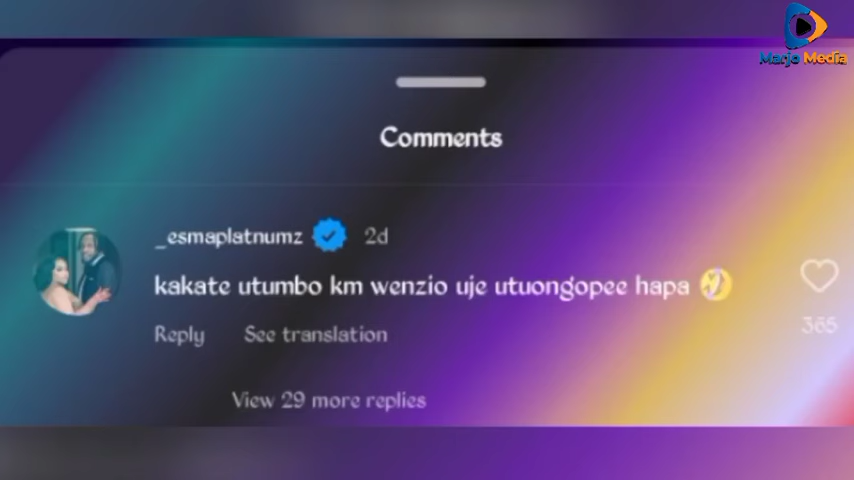 Marjo Media
Comments
_esmaplatnumz 2d
kakate utumbo km wenzio uje utuongopee hapa 🤣
365
Reply See translation
View 29 more replies